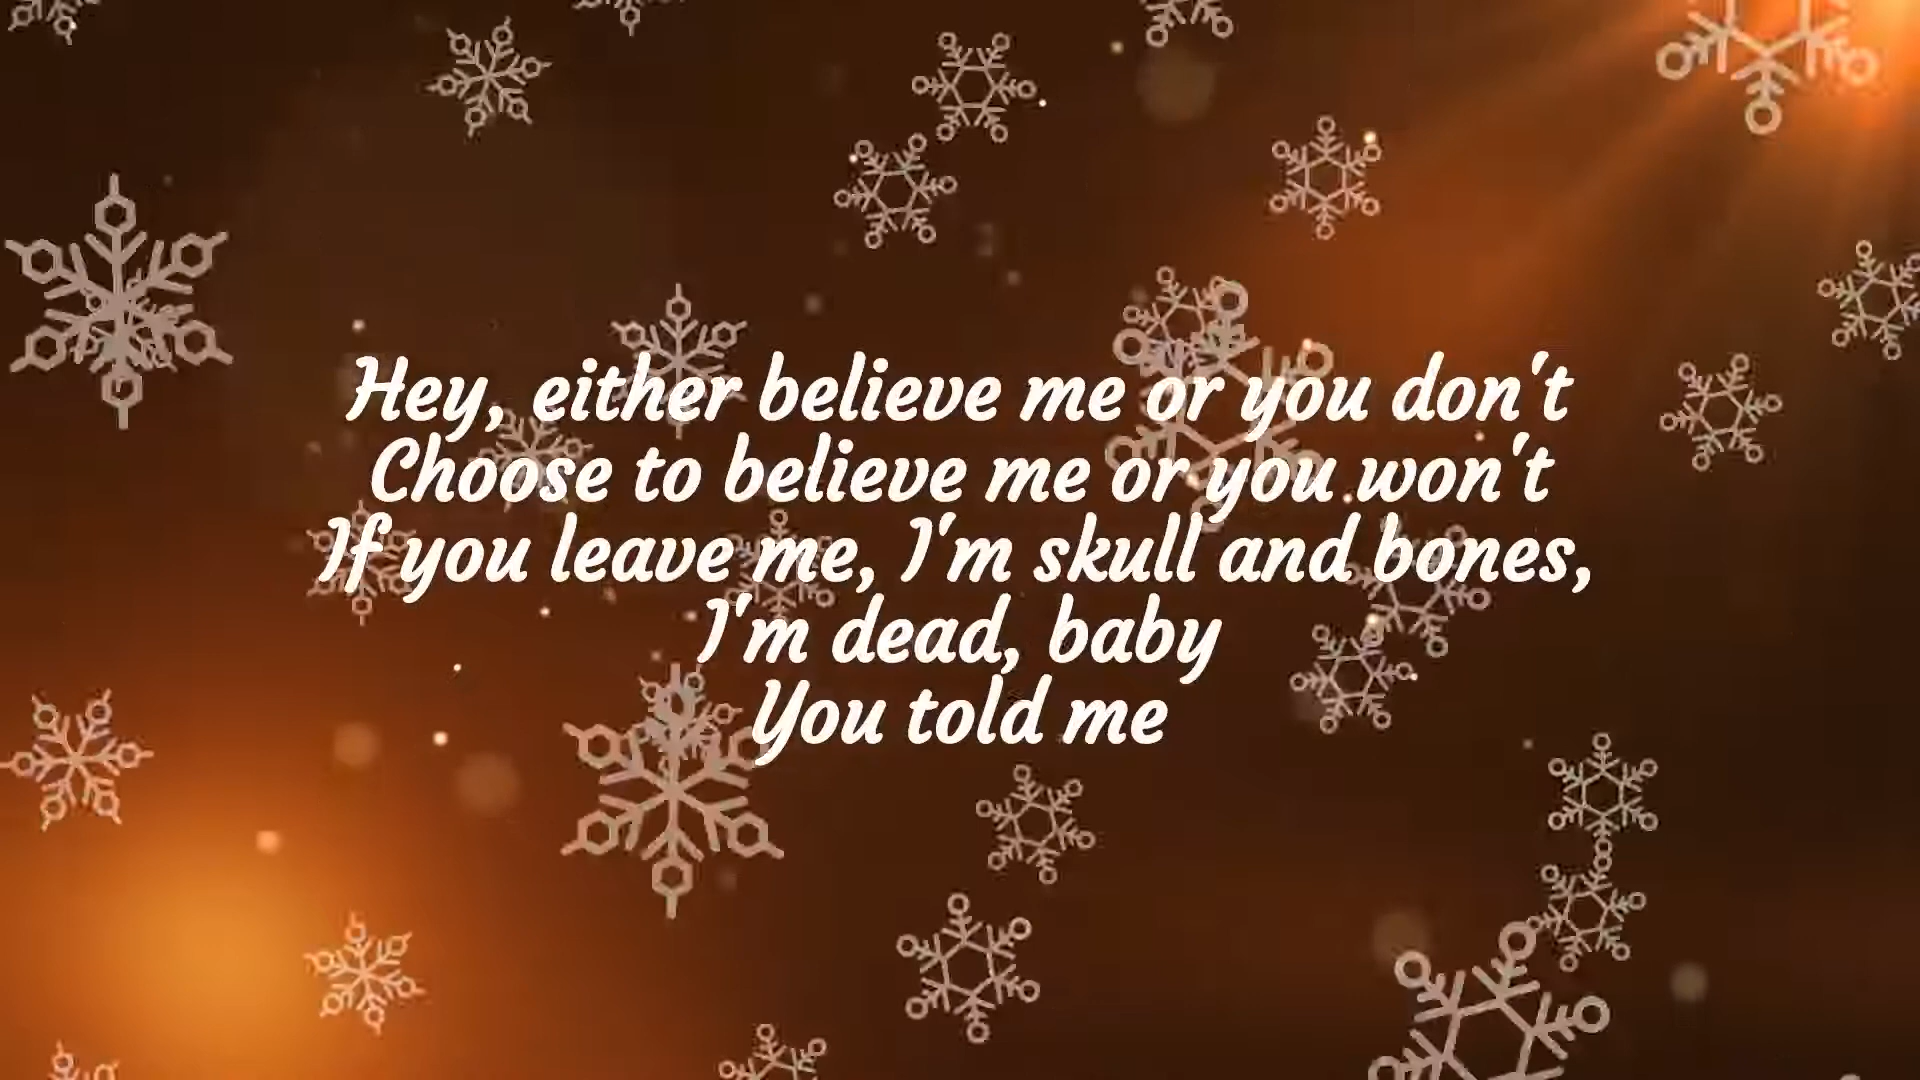 Hey, either believe me or you don't
Choose to believe me or you won't
If you leave me, I'm skull and bones,
I'm dead, baby
You told me